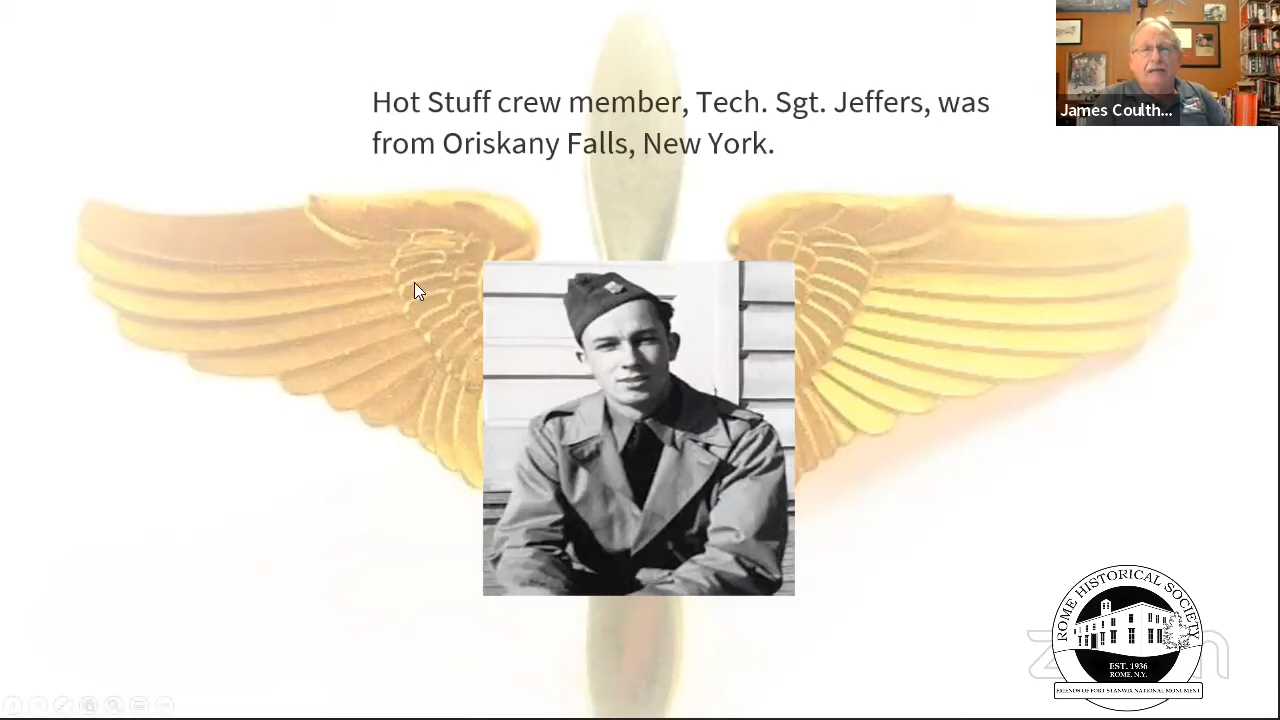 Hot Stuff crew member, Tech. Sgt. Jeffers, was
from Oriskany Falls, New York.
James Coulth...
ROME HISTORICAL SOCIETY
EST. 1936
ROME, N.Y.
FRIENDS OF FORT STANWIX NATIONAL MONUMENT